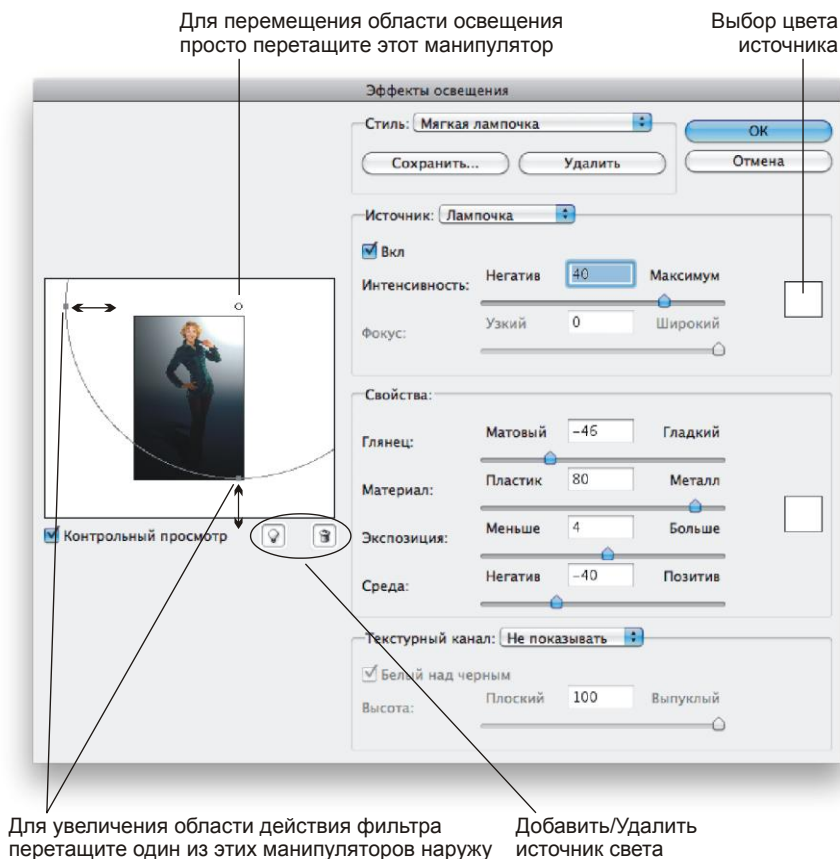 Для перемещения области освещения
просто перетащите этот манипулятор
Выбор цвета
источника
Эффекты освещения
Стиль: Мягкая лампочка
OK
Сохранить...
Удалить
Отмена
Источник: Лампочка
Вкл
Интенсивность: Негатив 40 Максимум
Фокус: Узкий 0 Широкий
Свойства:
Глянец: Матовый -46 Гладкий
Материал: Пластик 80 Металл
Контрольный просмотр
Экспозиция: Меньше 4 Больше
Среда: Негатив -40 Позитив
Текстурный канал: Не показывать
Белый над черным
Высота: Плоский 100 Выпуклый
Для увеличения области действия фильтра
перетащите один из этих манипуляторов наружу
Добавить/Удалить
источник света